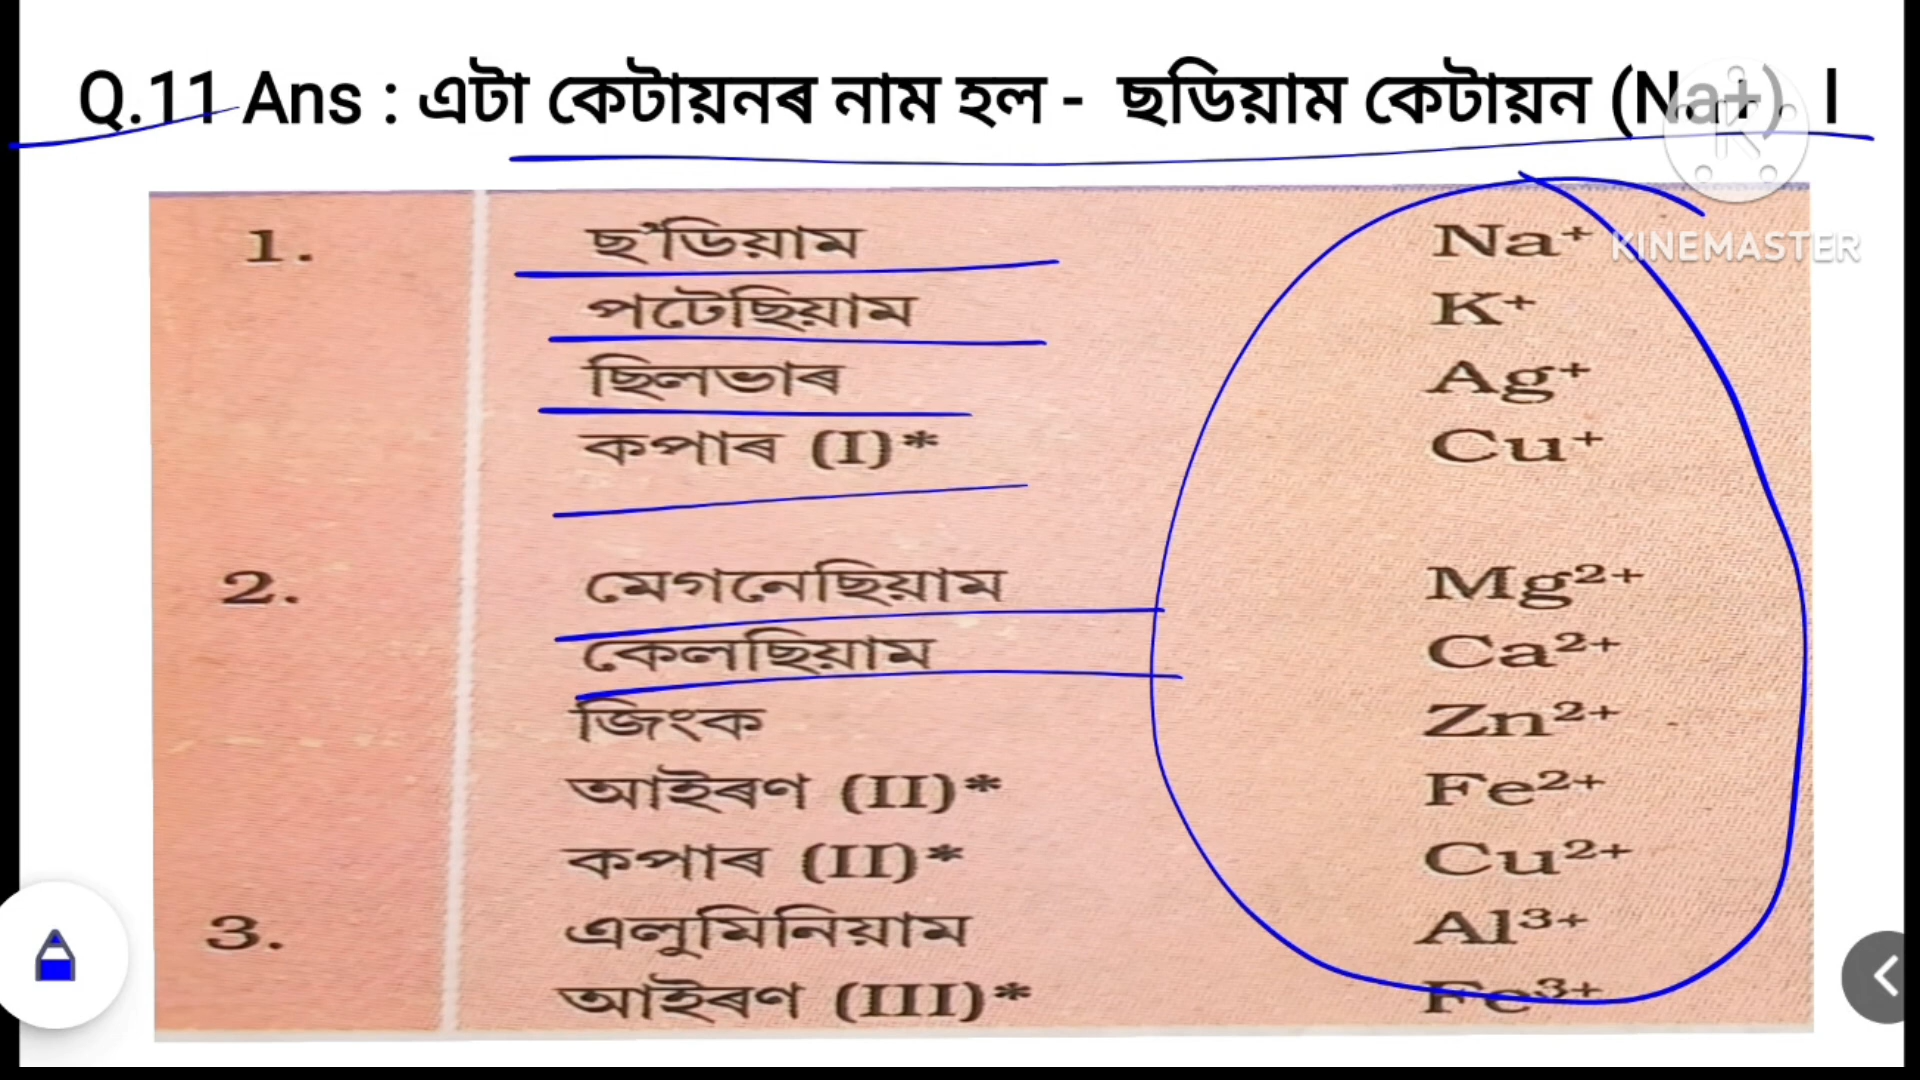 Q.11 Ans : এটা কেটায়নৰ নাম হল - ছডিয়াম কেটায়ন (Na+) ।
KINEMASTER
1. ছ'ডিয়াম Na⁺
পটেছিয়াম K⁺
ছিলভাৰ Ag⁺
কপাৰ (I)* Cu⁺
2. মেগনেছিয়াম Mg²⁺
কেলছিয়াম Ca²⁺
জিংক Zn²⁺
আইৰণ (II)* Fe²⁺
কপাৰ (II)* Cu²⁺
3. এলুমিনিয়াম Al³⁺
আইৰণ (III)* Fe³⁺